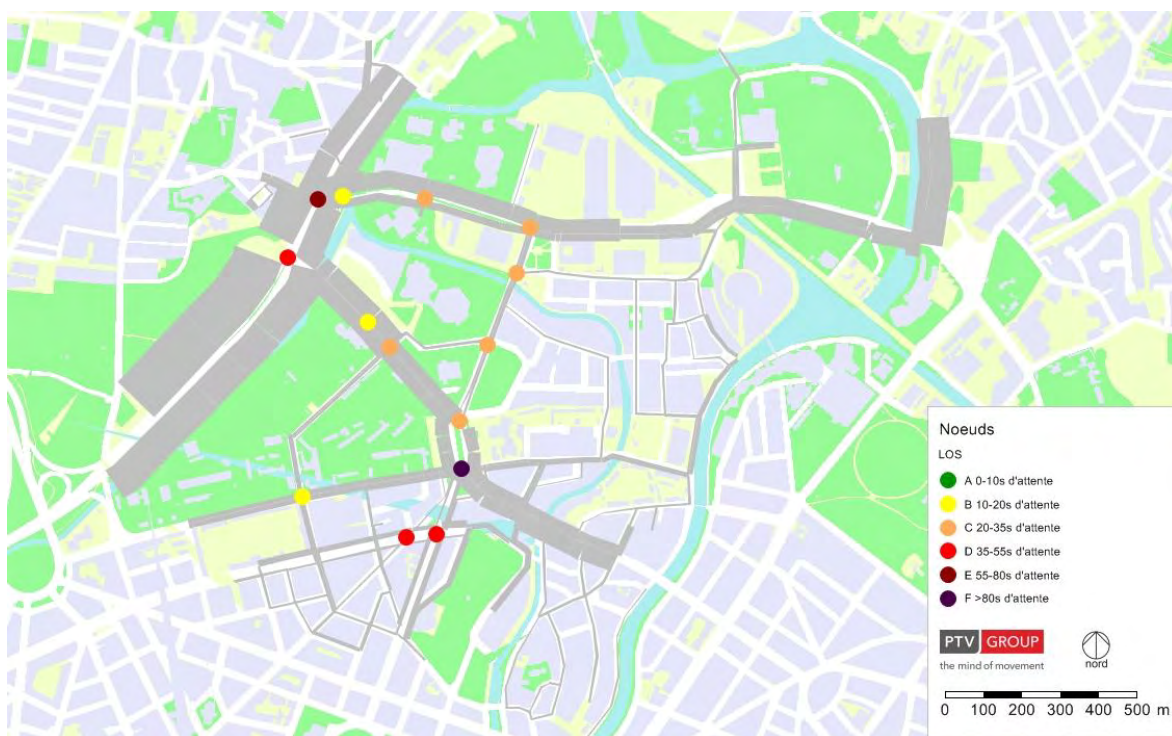 Noeuds
LOS
A 0-10s d'attente
B 10-20s d'attente
C 20-35s d'attente
D 35-55s d'attente
E 55-80s d'attente
F >80s d'attente
PTV GROUP
the mind of movement
nord
0 100 200 300 400 500 m